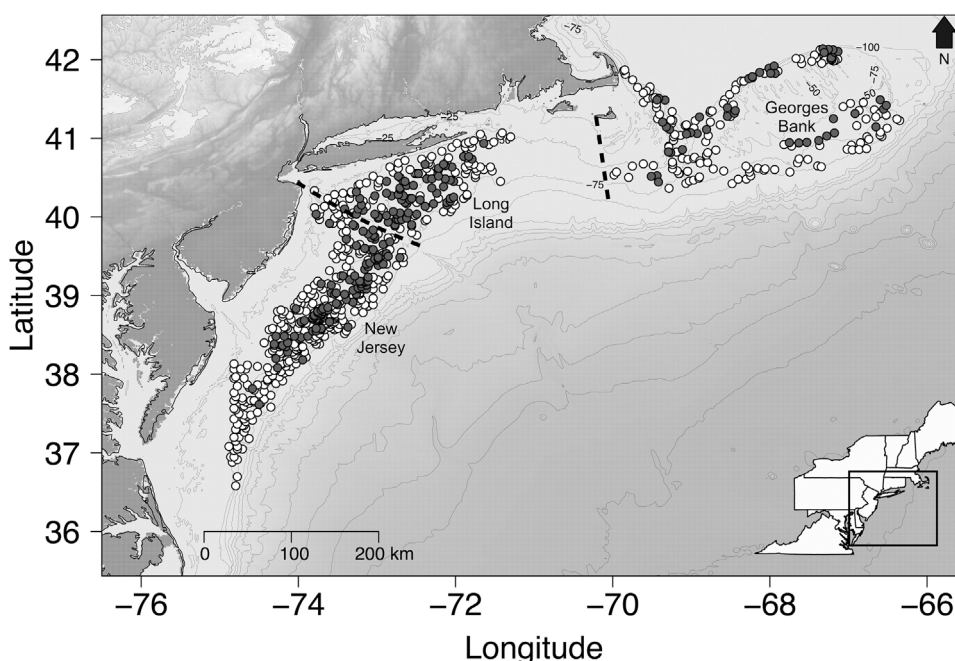 −75
−100
N
42
−75
−50
−50
Georges
Bank
−25
−25
41
−75
Long
Island
40
39
New
Jersey
38
37
36
0 100 200 km
−76 −74 −72 −70 −68 −66
Latitude
Longitude